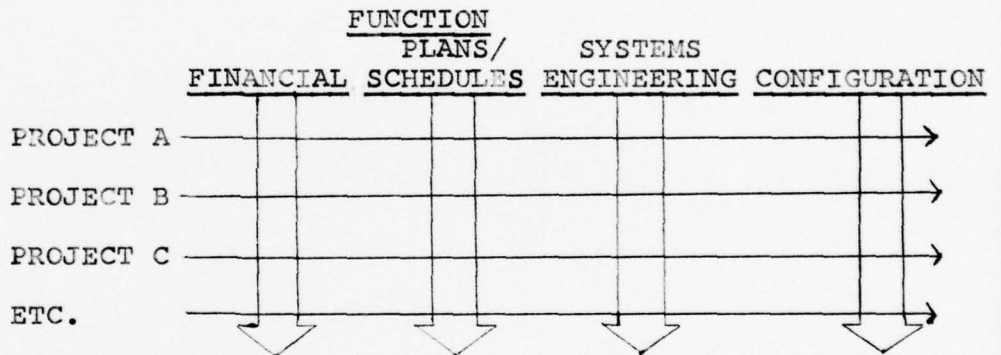 FUNCTION
PLANS/ SYSTEMS
FINANCIAL SCHEDULES ENGINEERING CONFIGURATION
PROJECT A
PROJECT B
PROJECT C
ETC.